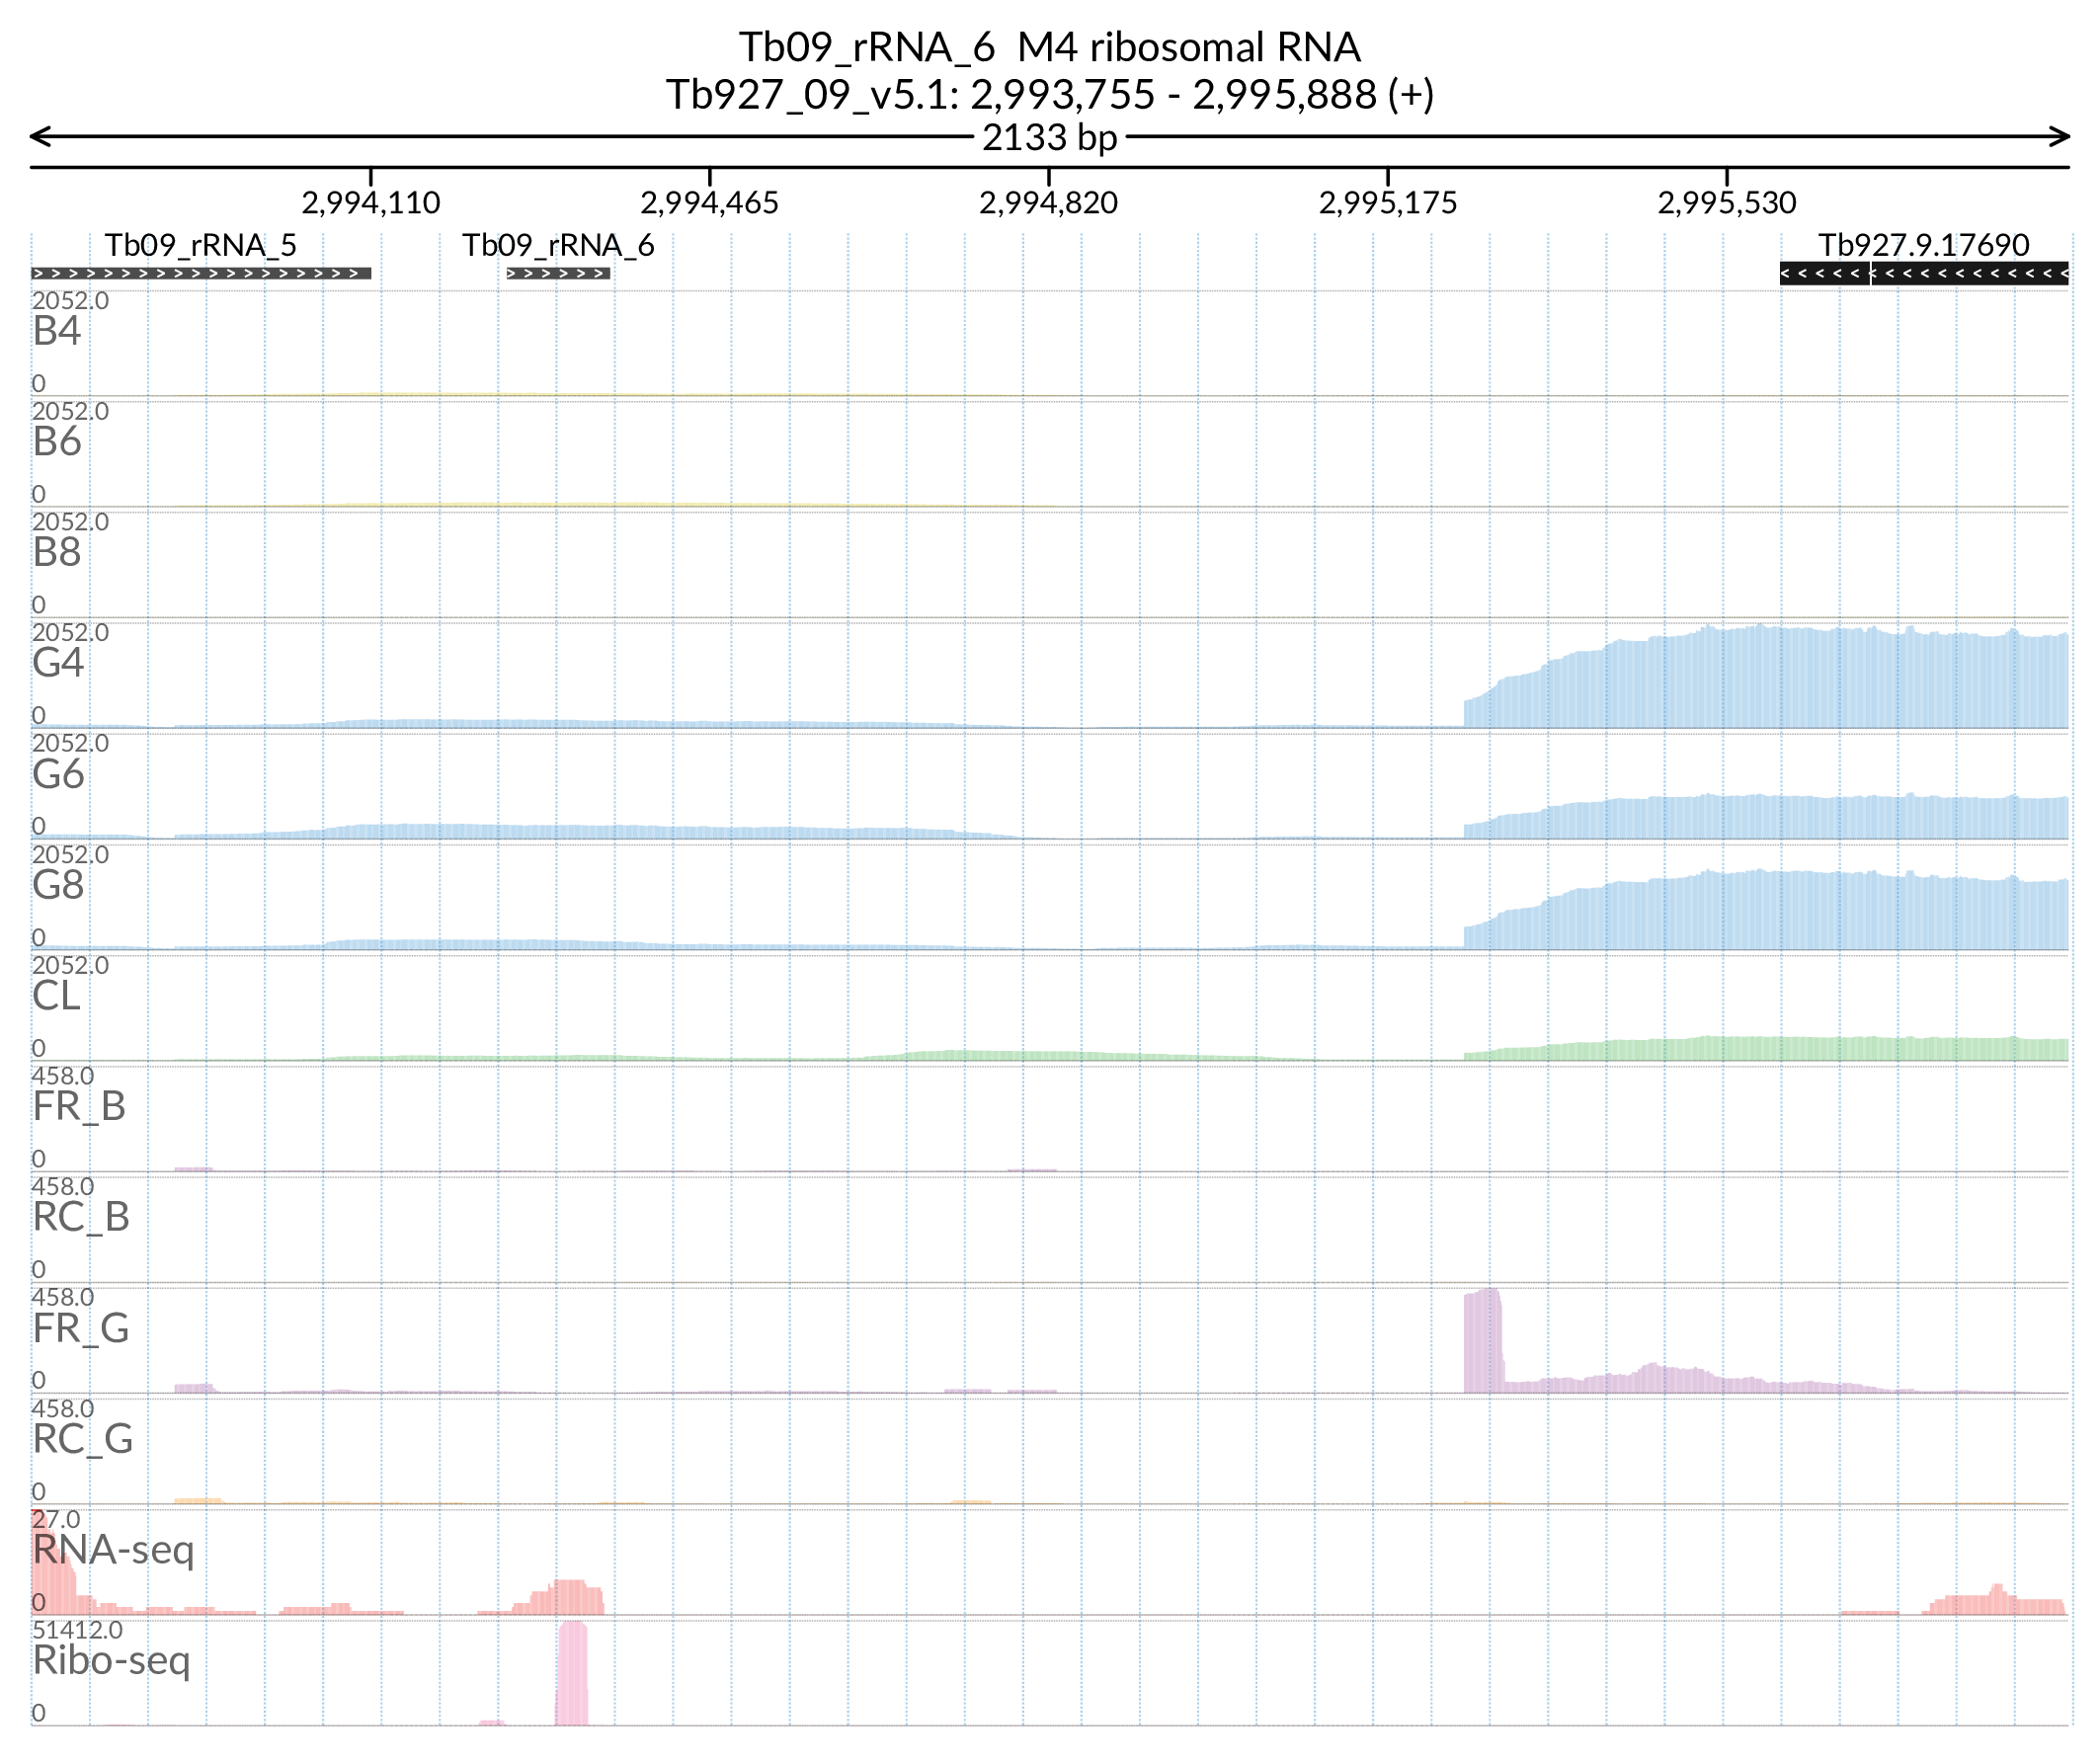 Tb09_rRNA_6  M4 ribosomal RNA
Tb927_09_v5.1: 2,993,755 - 2,995,888 (+)
2133 bp
2,994,110 2,994,465 2,994,820 2,995,175 2,995,530
Tb09_rRNA_5 Tb09_rRNA_6 Tb927.9.17690
2052.0
B4
0
2052.0
B6
0
2052.0
B8
0
2052.0
G4
0
2052.0
G6
0
2052.0
G8
0
2052.0
CL
0
458.0
FR_B
0
458.0
RC_B
0
458.0
FR_G
0
458.0
RC_G
0
27.0
RNA-seq
0
51412.0
Ribo-seq
0